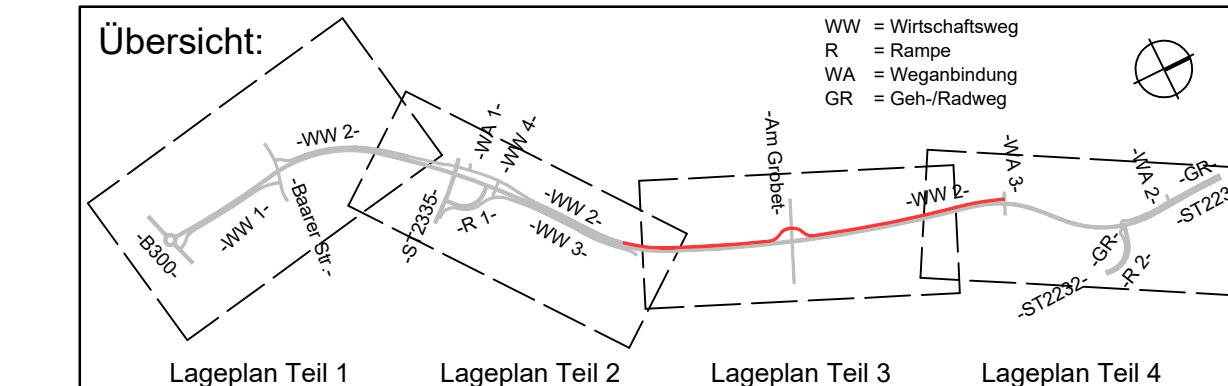 Übersicht:
WW = Wirtschaftsweg
R = Rampe
WA = Weganbindung
GR = Geh-/Radweg
-B300-
-WW 1-
-WW 2-
-Baarer Str.-
-ST2335-
-R 1-
-WA 1-
-WW 4-
-WW 2-
-WW 3-
-Am Grobet-
-WW 2-
-WA 3-
-WA 2-
-GR-
-ST223
-GR-
-R 2-
-ST2232-
Lageplan Teil 1
Lageplan Teil 2
Lageplan Teil 3
Lageplan Teil 4